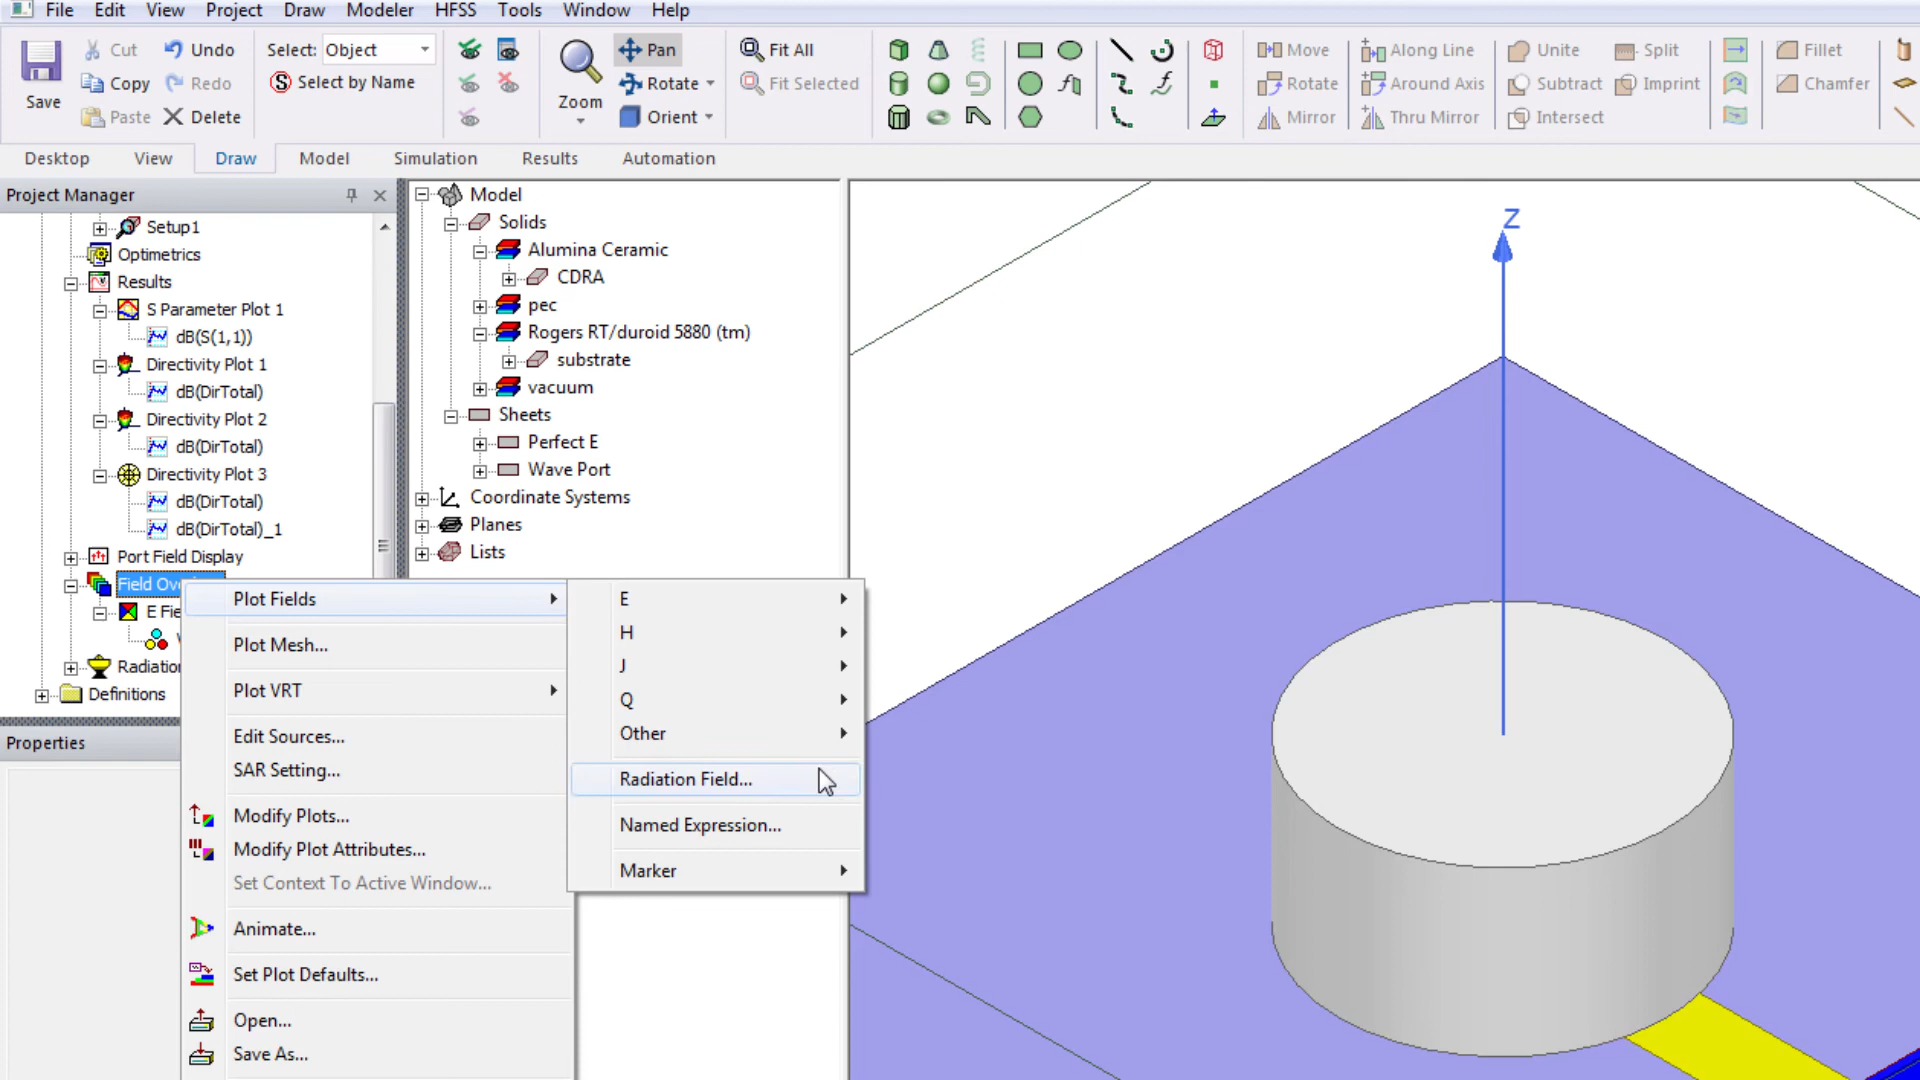 File Edit View Project Draw Modeler HFSS Tools Window Help
Save
Cut
Copy
Paste
Undo
Redo
Delete
Select: Object
Select by Name
Zoom
Pan
Rotate
Orient
Fit All
Fit Selected
Move
Rotate
Mirror
Along Line
Around Axis
Thru Mirror
Unite
Subtract
Intersect
Split
Imprint
Fillet
Chamfer
Desktop View Draw Model Simulation Results Automation
Project Manager
Setup1
Optimetrics
Results
S Parameter Plot 1
dB(S(1,1))
Directivity Plot 1
dB(DirTotal)
Directivity Plot 2
dB(DirTotal)
Directivity Plot 3
dB(DirTotal)
dB(DirTotal)_1
Port Field Display
Field
E
Definitions
Properties
Model
Solids
Alumina Ceramic
CDRA
pec
Rogers RT/duroid 5880 (tm)
substrate
vacuum
Sheets
Perfect E
Wave Port
Coordinate Systems
Planes
Lists
Plot Fields
Plot Mesh...
Plot VRT
Edit Sources...
SAR Setting...
Modify Plots...
Modify Plot Attributes...
Set Context To Active Window...
Animate...
Set Plot Defaults...
Open...
Save As...
E
H
J
Q
Other
Radiation Field...
Named Expression...
Marker
Z